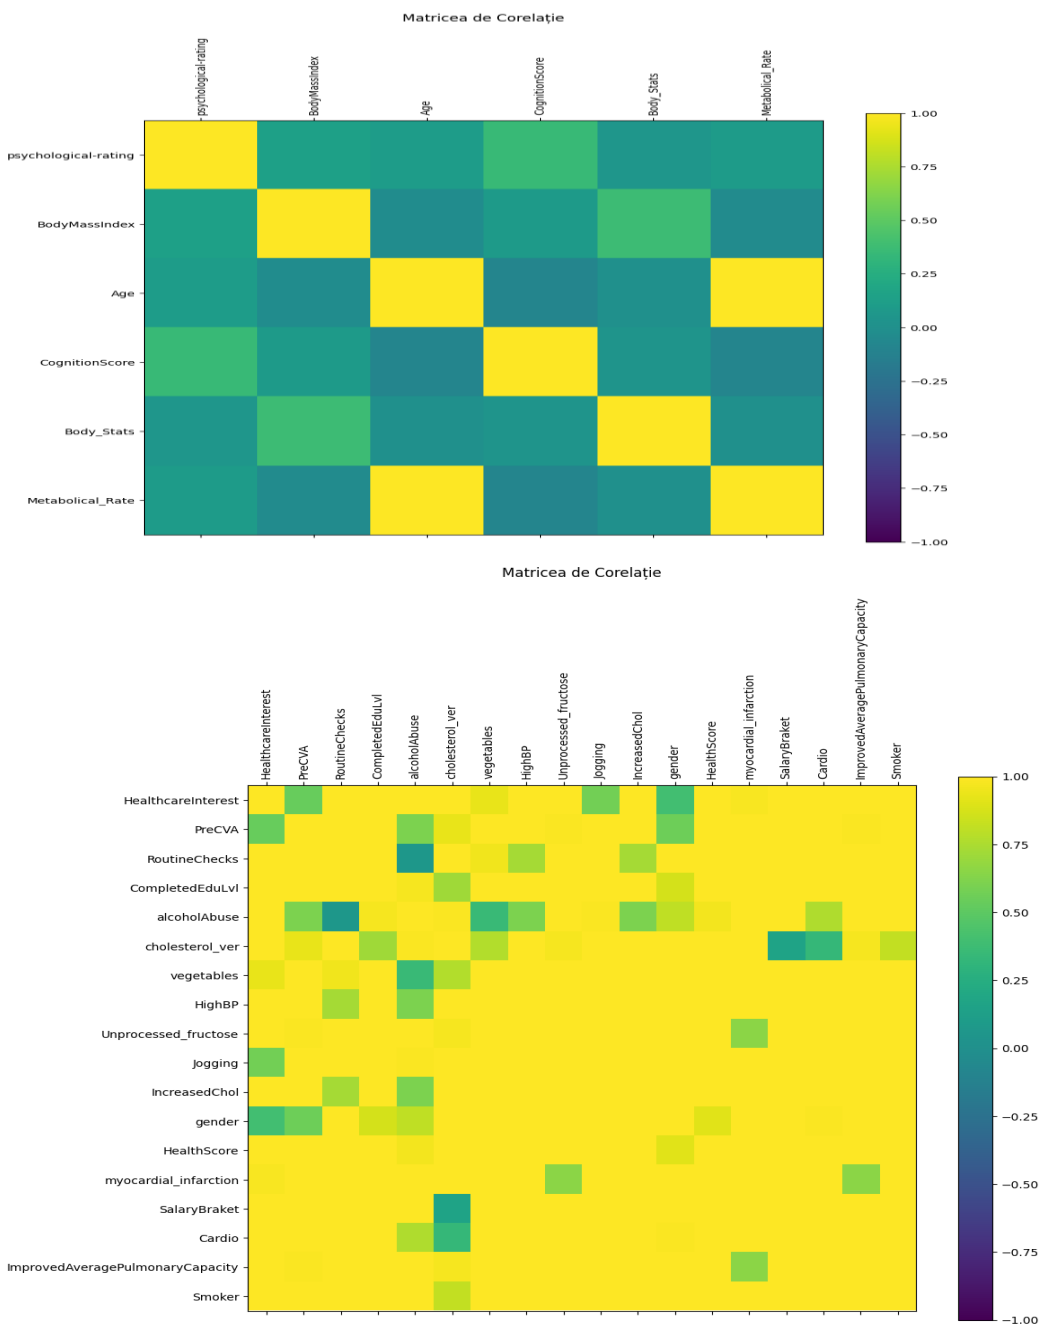 Matricea de Corelație
psychological-rating
BodyMassIndex
Age
CognitionScore
Body_Stats
Metabolical_Rate
psychological-rating
BodyMassIndex
Age
CognitionScore
Body_Stats
Metabolical_Rate
1.00
0.75
0.50
0.25
0.00
−0.25
−0.50
−0.75
−1.00
Matricea de Corelație
HealthcareInterest
PreCVA
RoutineChecks
CompletedEduLvl
alcoholAbuse
cholesterol_ver
vegetables
HighBP
Unprocessed_fructose
Jogging
IncreasedChol
gender
HealthScore
myocardial_infarction
SalaryBraket
Cardio
ImprovedAveragePulmonaryCapacity
Smoker
HealthcareInterest
PreCVA
RoutineChecks
CompletedEduLvl
alcoholAbuse
cholesterol_ver
vegetables
HighBP
Unprocessed_fructose
Jogging
IncreasedChol
gender
HealthScore
myocardial_infarction
SalaryBraket
Cardio
ImprovedAveragePulmonaryCapacity
Smoker
1.00
0.75
0.50
0.25
0.00
−0.25
−0.50
−0.75
−1.00